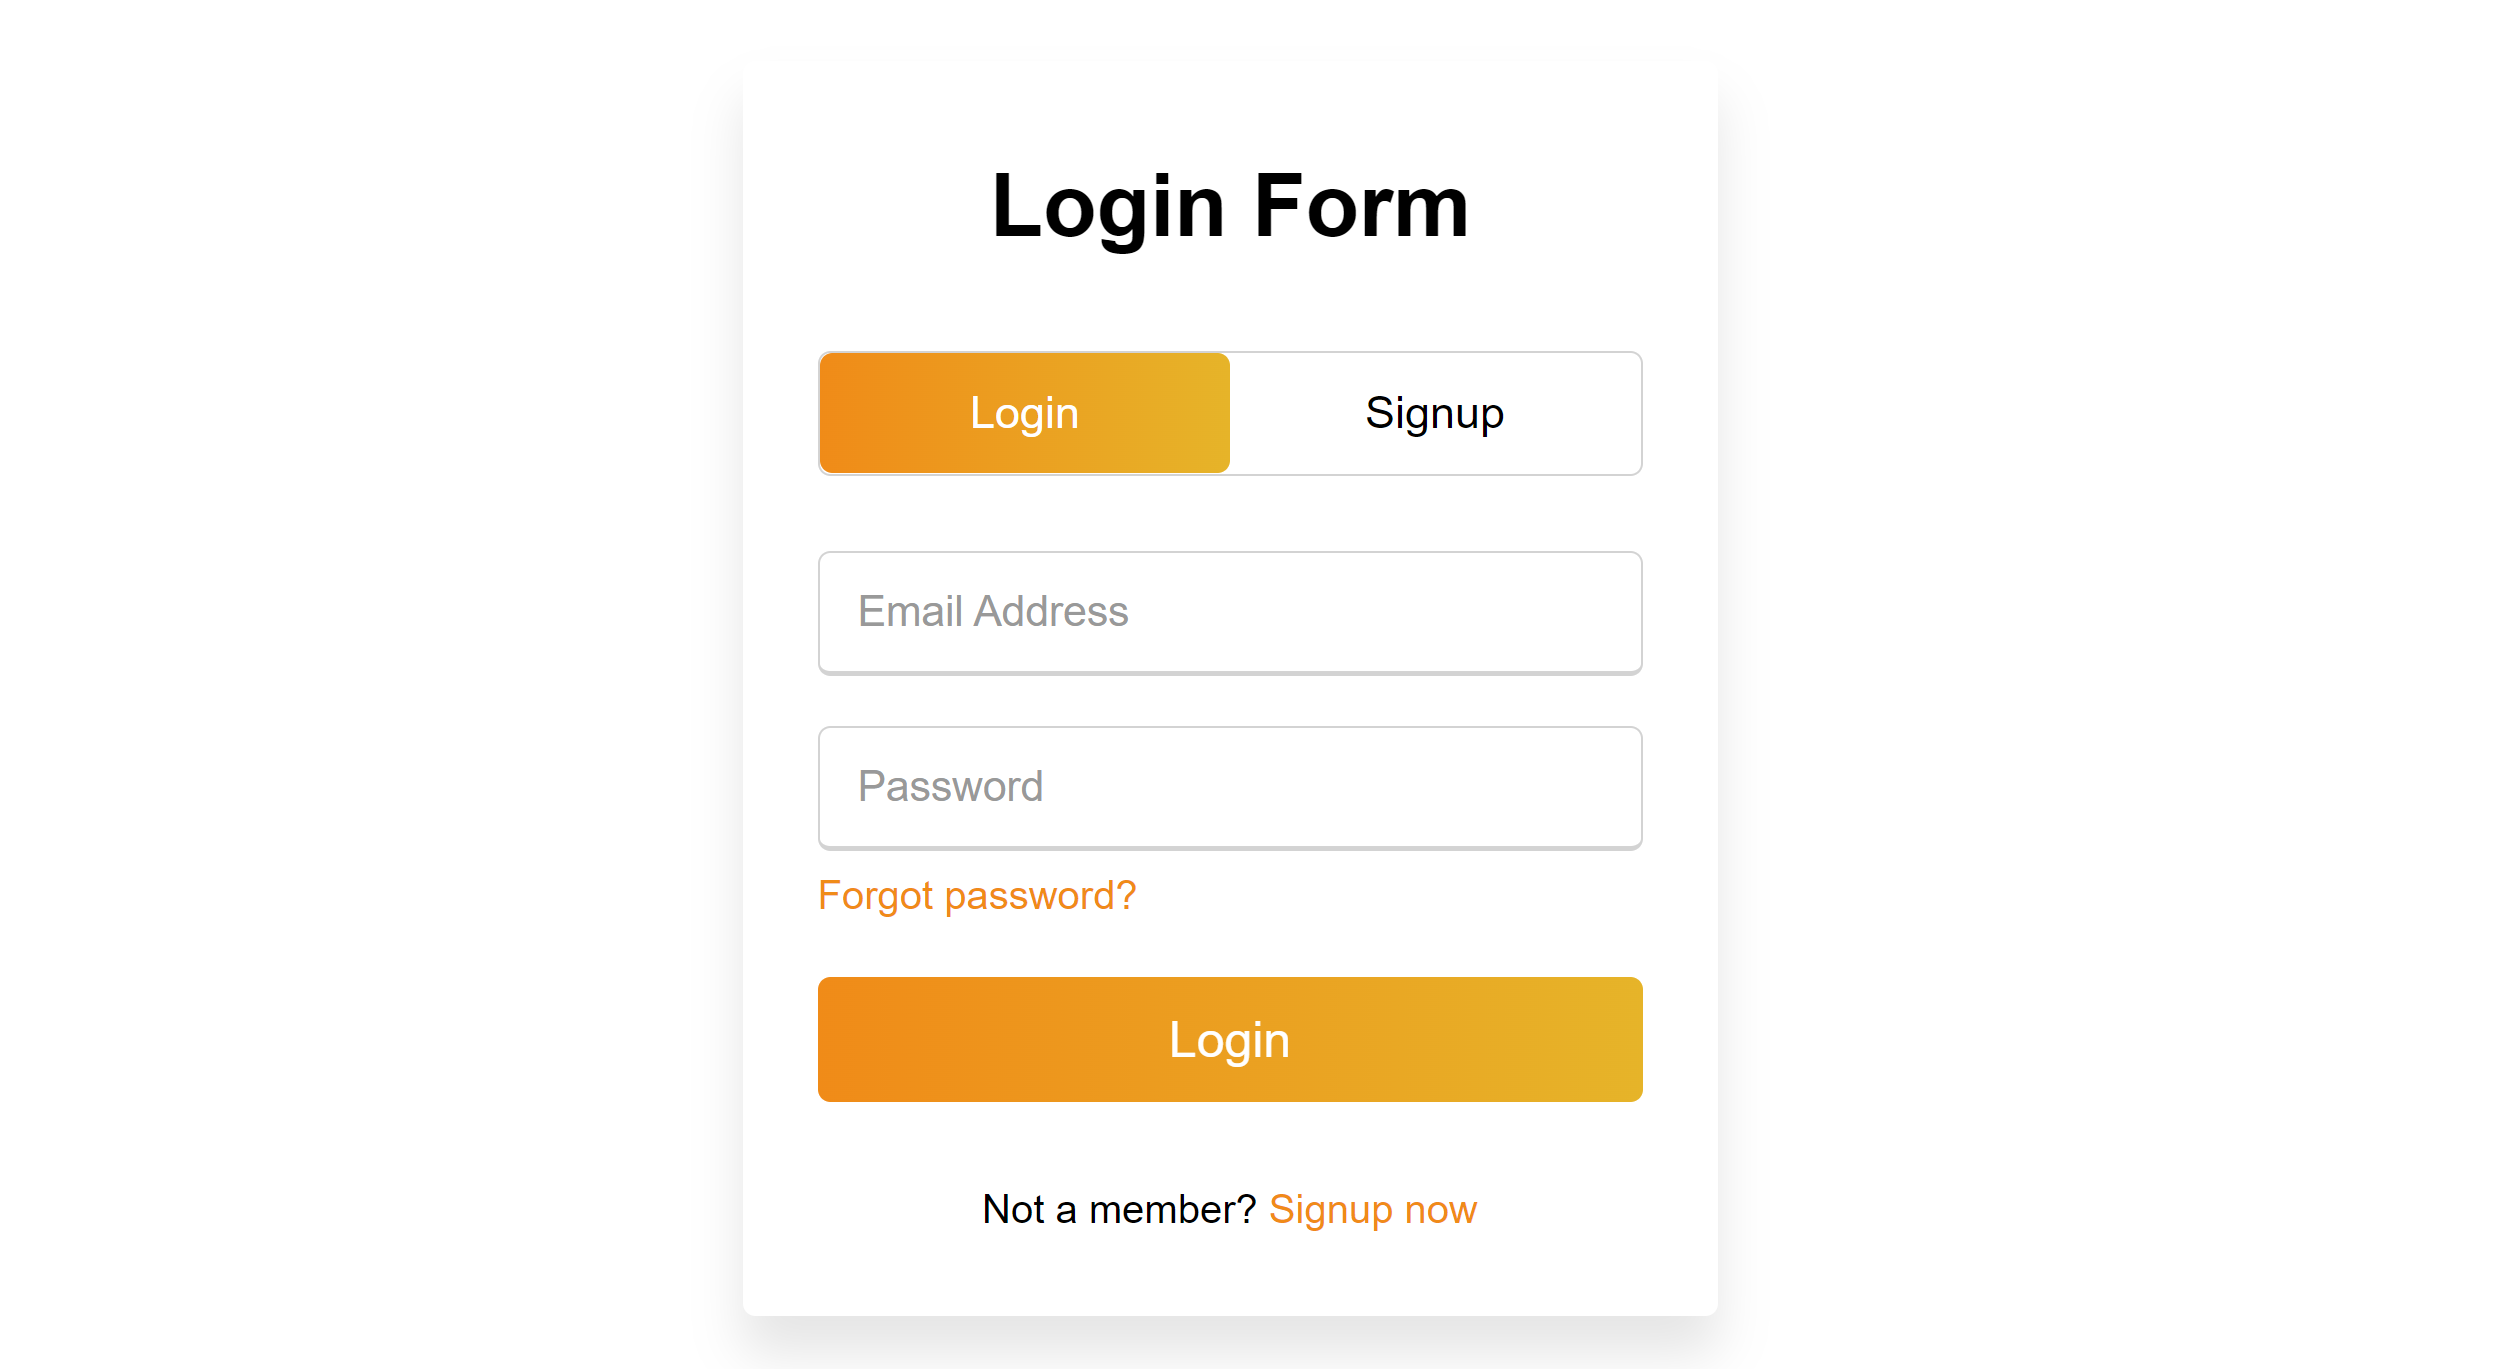 Login Form
Login Signup
Email Address
Password
Forgot password?
Login
Not a member? Signup now